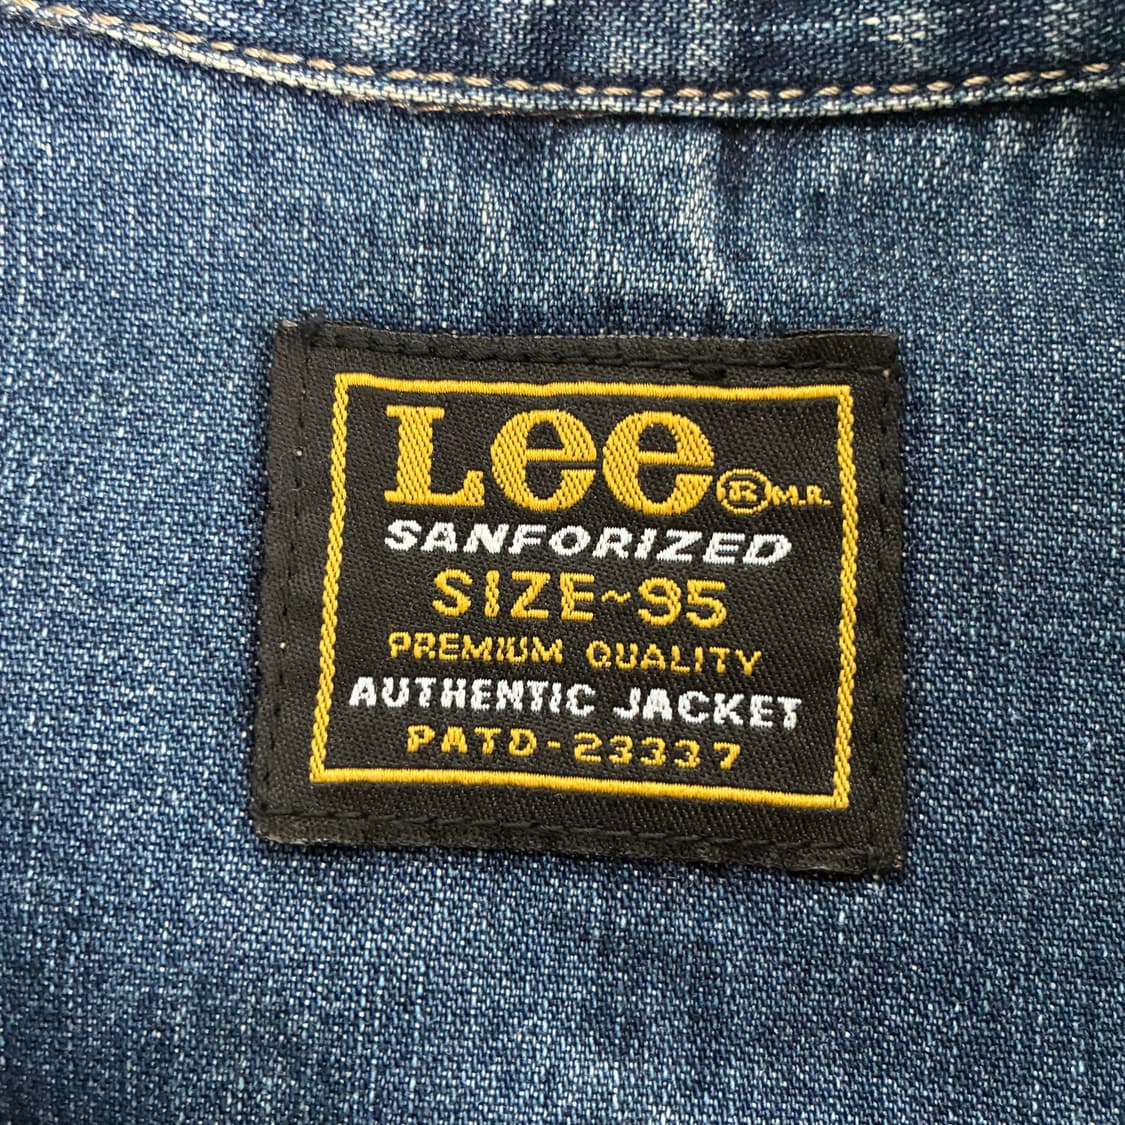 Lee® M.R.
SANFORIZED
SIZE~95
PREMIUM QUALITY
AUTHENTIC JACKET
PATD-23337